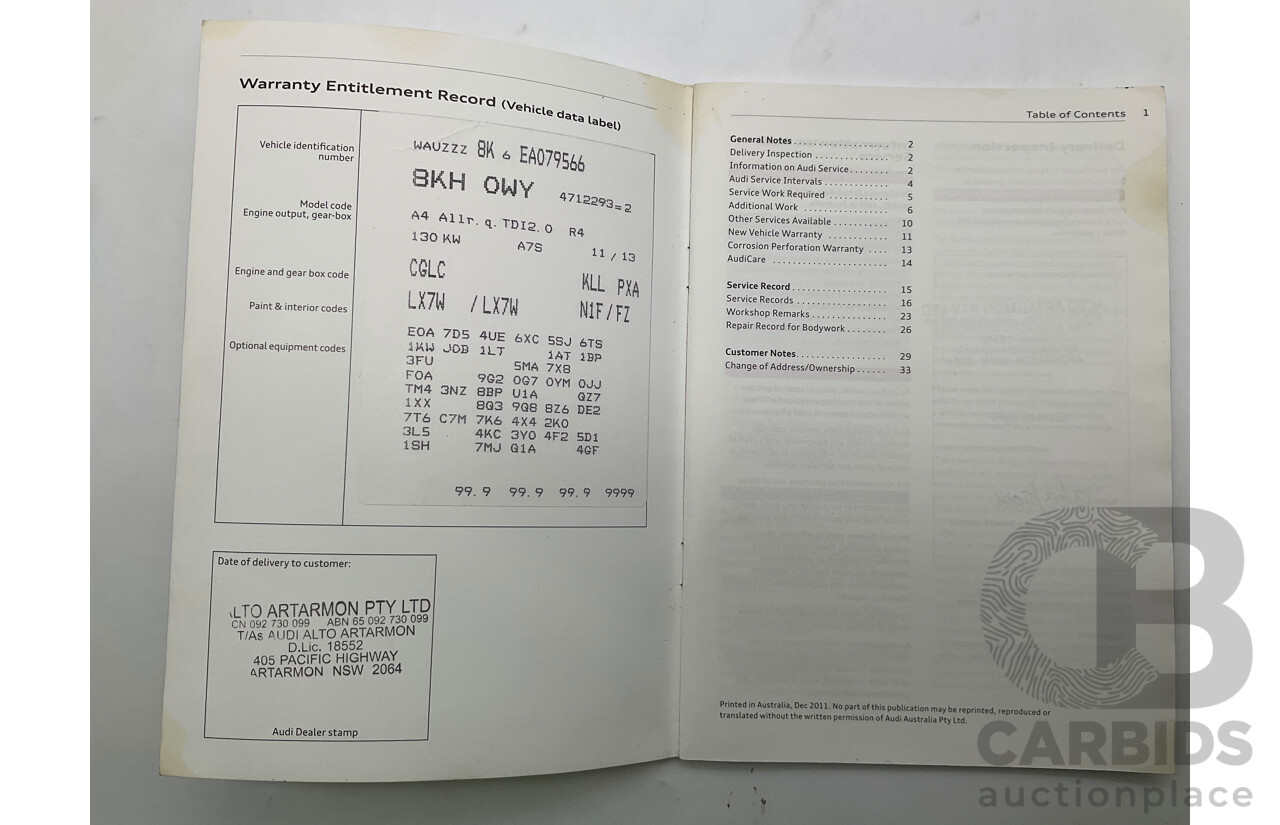 Warranty Entitlement Record (Vehicle data label)
Vehicle identification
number
WAUZZZ 8K 6 EA079566
8KH 0WY 4712293=2
Model code
Engine output, gear-box
A4 Allr. q. TDI2.0 R4
130 KW A7S 11 / 13
Engine and gear box code
CGLC KLL PXA
Paint & interior codes
LX7W / LX7W N1F / FZ
Optional equipment codes
E0A 7D5 4UE 6XC 5SJ 6TS
1KW J0B 1LT 1AT 1BP
3FU 5MA 7X8
F0A 9G2 0G7 0YM 0JJ
TM4 3NZ 8BP U1A QZ7
1XX 8Q3 9Q8 8Z6 DE2
7T6 C7M 7K6 4X4 2K0
3L5 4KC 3Y0 4F2 5D1
1SH 7MJ Q1A 4GF
99. 9 99. 9 99. 9 9999
Date of delivery to customer:
ALTO ARTARMON PTY LTD
CN 092 730 099 ABN 65 092 730 099
T/As AUDI ALTO ARTARMON
D.Lic. 18552
405 PACIFIC HIGHWAY
ARTARMON NSW 2064
Audi Dealer stamp
Table of Contents 1
General Notes . . . . . . . . . . . . . . . . . . . 2
Delivery Inspection . . . . . . . . . . . . . . . 2
Information on Audi Service . . . . . . . . 2
Audi Service Intervals . . . . . . . . . . . . . 4
Service Work Required . . . . . . . . . . . . 5
Additional Work . . . . . . . . . . . . . . . . . 6
Other Services Available . . . . . . . . . . . 10
New Vehicle Warranty . . . . . . . . . . . . 11
Corrosion Perforation Warranty . . . . 13
AudiCare . . . . . . . . . . . . . . . . . . . . . . . 14
Service Record . . . . . . . . . . . . . . . . . . . 15
Service Records . . . . . . . . . . . . . . . . . . 16
Workshop Remarks . . . . . . . . . . . . . . . 23
Repair Record for Bodywork . . . . . . . . 26
Customer Notes . . . . . . . . . . . . . . . . . . 29
Change of Address/Ownership . . . . . . 33
Printed in Australia, Dec 2011. No part of this publication may be reprinted, reproduced or
translated without the written permission of Audi Australia Pty Ltd.
CB
CARBIDS
auctionplace